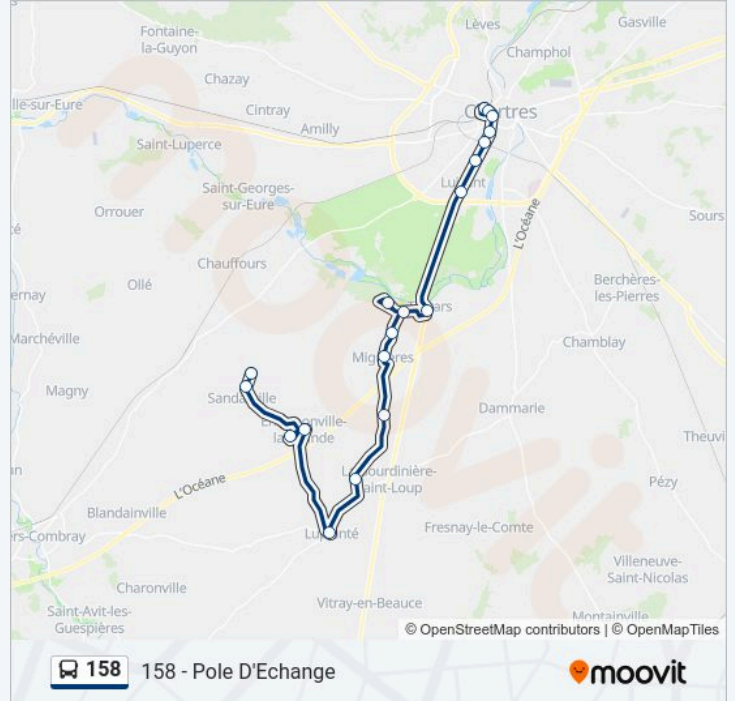 Lèves
Gasville
Fontaine-
la-Guyon
Champhol
Chazay
lle-sur-Eure
Cintray
Amilly
Saint-Luperce
Saint-Georges-
sur-Eure
Orrouer
Sours
L'Océane
Chauffours
Ollé
Berchères-
les-Pierres
ernay
Marchéville
Chamblay
Magny
Dammarie
Theuvi
L'Océane
Pézy
Blandainville
Fresnay-le-Comte
ers-Combray
Villeneuve-
Saint-Nicolas
Charonville
Vitray-en-Beauce
Montainville
Saint-Avit-les-
Guespières
© OpenStreetMap contributors | © OpenMapTiles
158
158 - Pole D'Echange
moovit